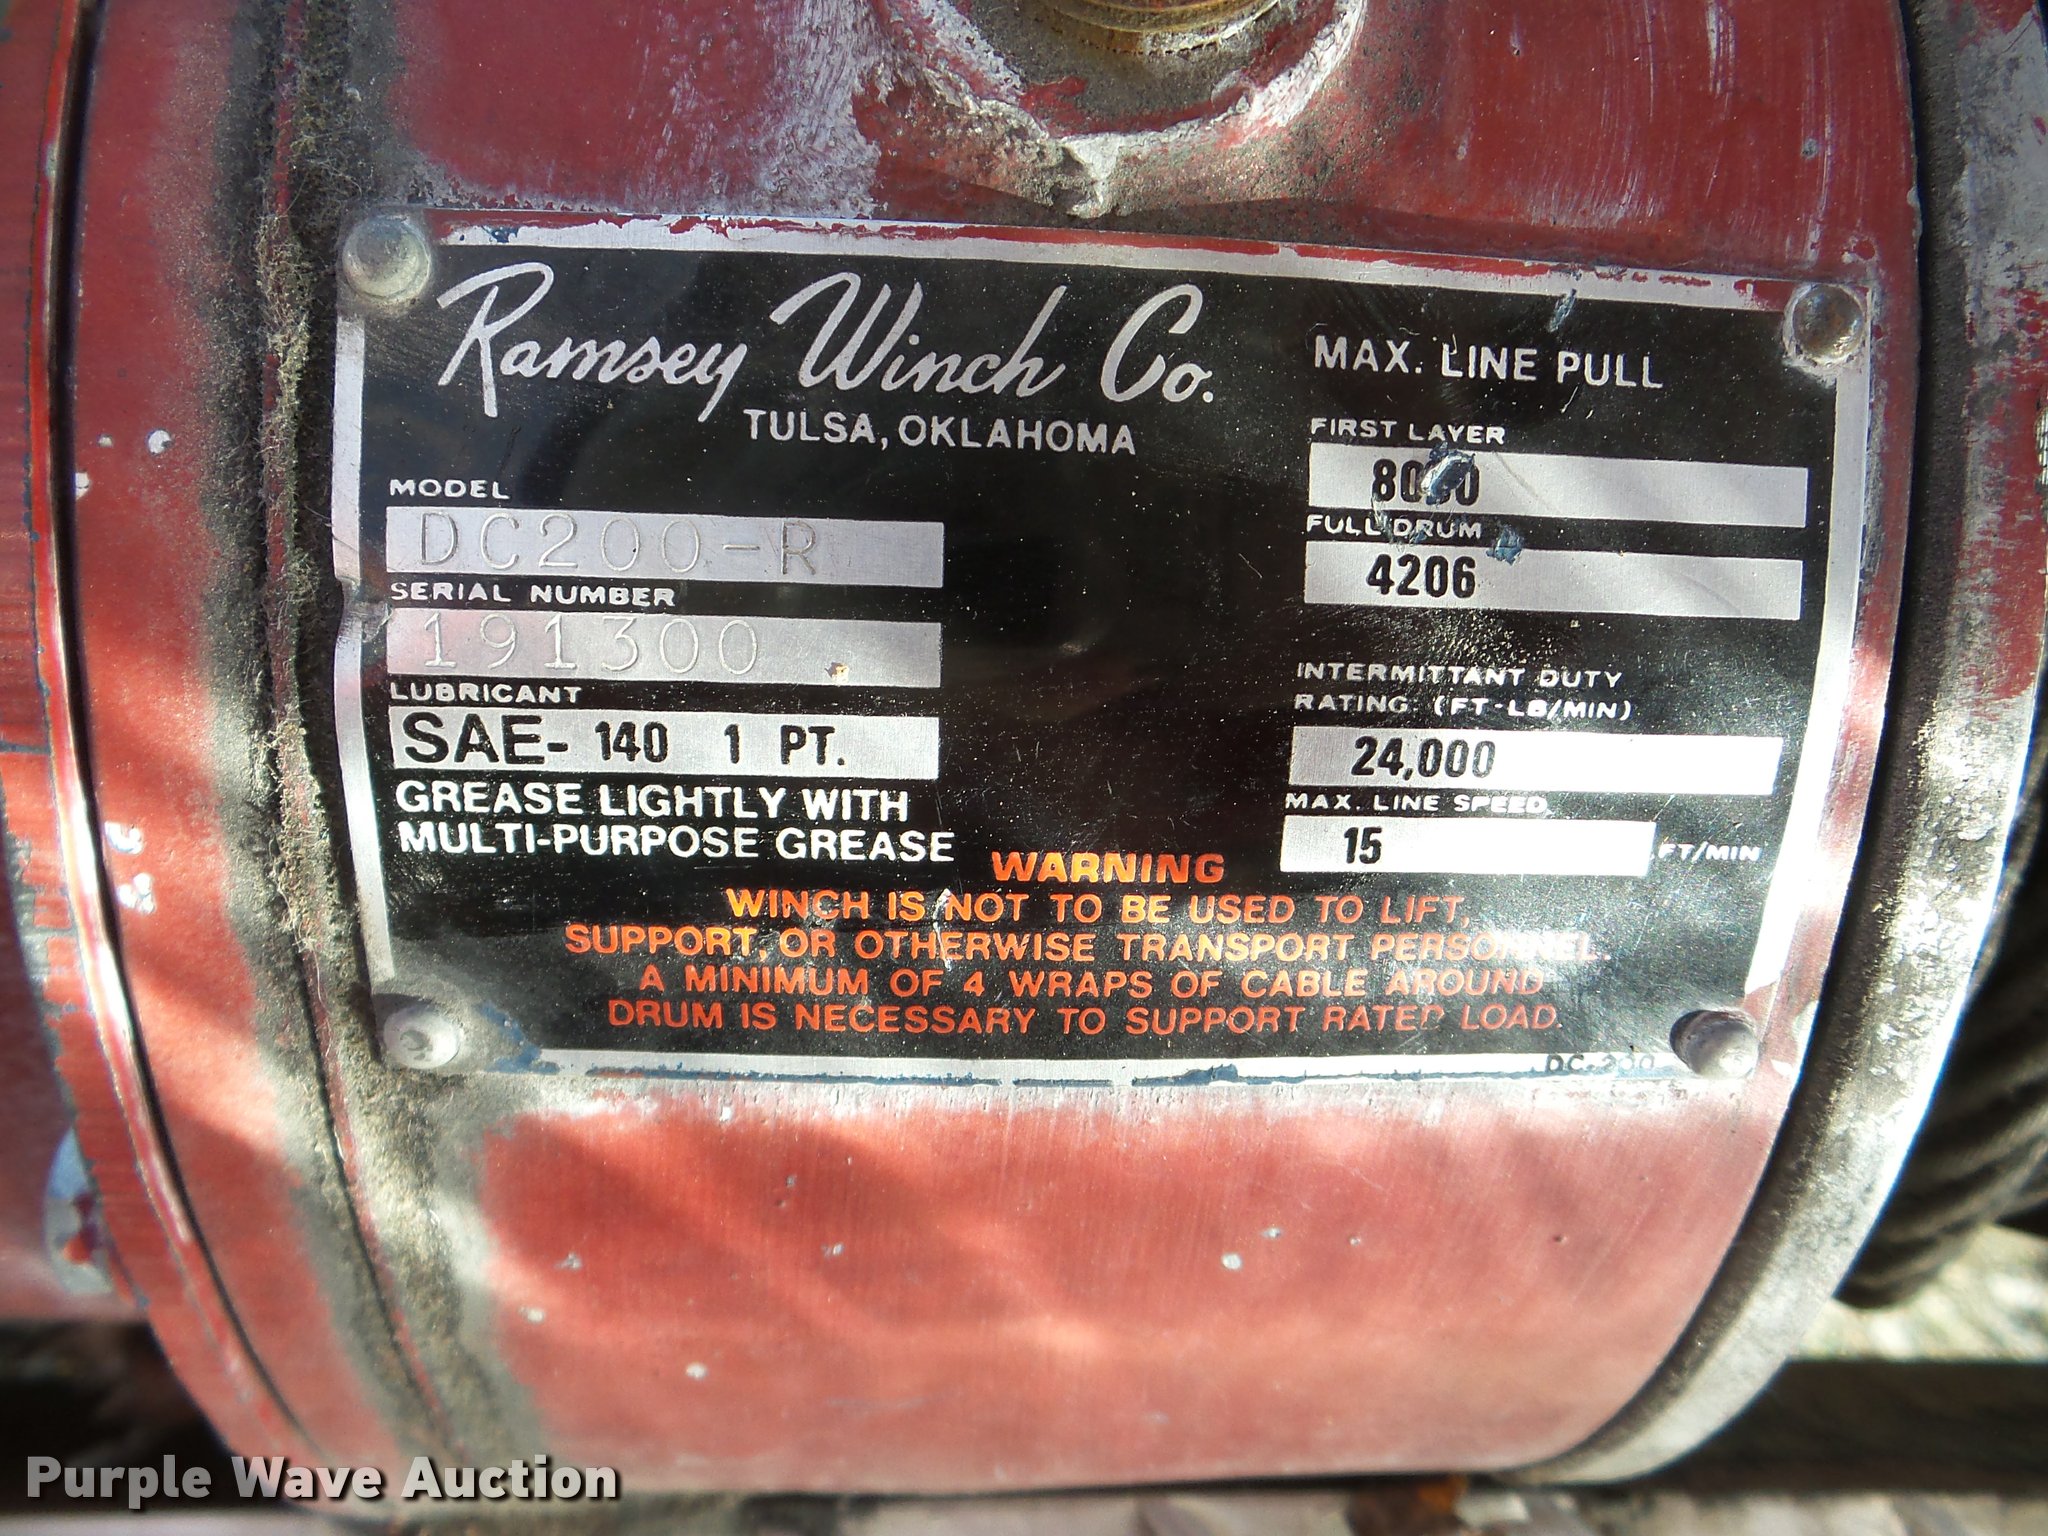 Ramsey Winch Co.
TULSA, OKLAHOMA
MODEL
DC200-R
SERIAL NUMBER
191300
LUBRICANT
SAE- 140 1 PT.
GREASE LIGHTLY WITH
MULTI-PURPOSE GREASE
MAX. LINE PULL
FIRST LAYER
FULL DRUM
4206
INTERMITTANT DUTY
RATING: (FT-LB/MIN)
24,000
MAX. LINE SPEED
15 FT/MIN
WARNING
WINCH IS NOT TO BE USED TO LIFT,
SUPPORT, OR OTHERWISE TRANSPORT PERSONNEL.
A MINIMUM OF 4 WRAPS OF CABLE AROUND
DRUM IS NECESSARY TO SUPPORT RATED LOAD.
DC-200
Purple Wave Auction